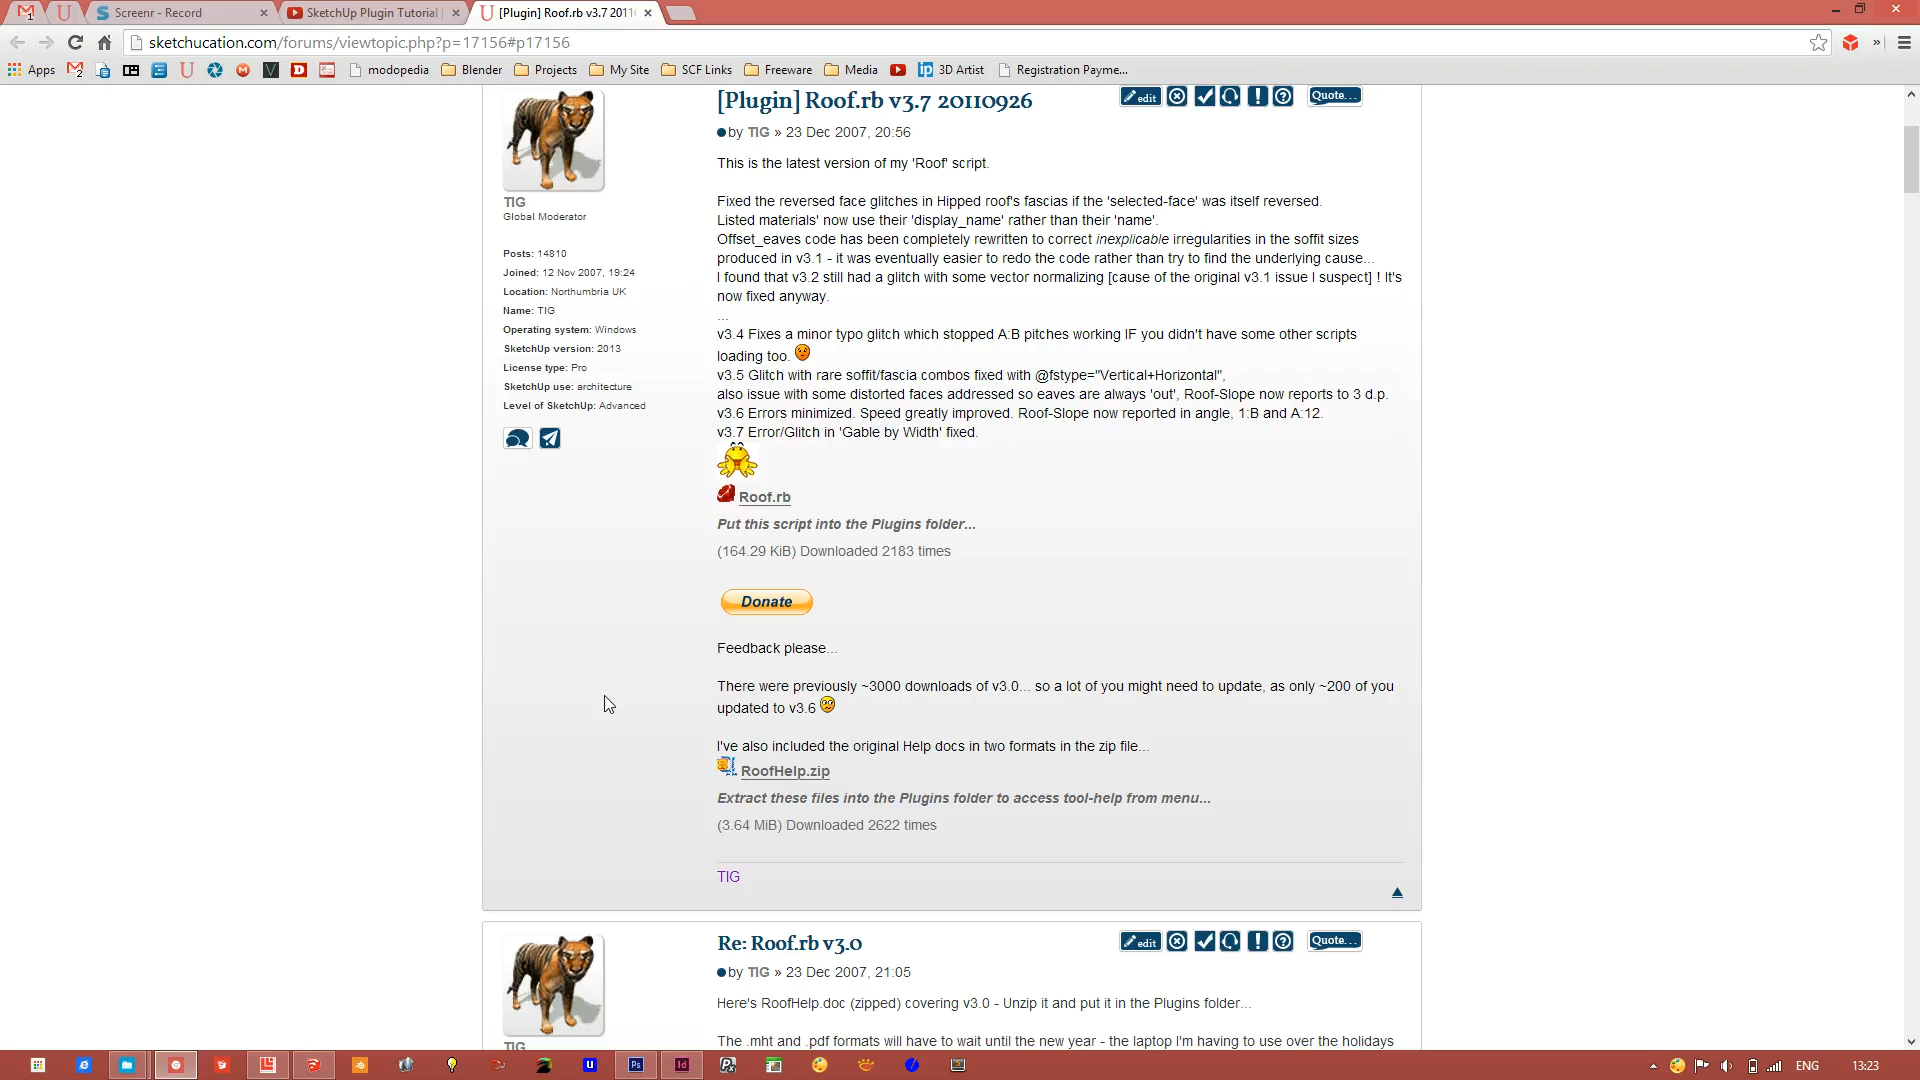 Screenr - Record
SketchUp Plugin Tutorial
[Plugin] Roof.rb v3.7 2011
sketchucation.com/forums/viewtopic.php?p=17156#p17156
Apps
modopedia
Blender
Projects
My Site
SCF Links
Freeware
Media
3D Artist
Registration Payme...
[Plugin] Roof.rb v3.7 20110926
edit
Quote...
by TIG » 23 Dec 2007, 20:56
This is the latest version of my 'Roof' script.
TIG
Global Moderator
Posts: 14810
Joined: 12 Nov 2007, 19:24
Location: Northumbria UK
Name: TIG
Operating system: Windows
SketchUp version: 2013
License type: Pro
SketchUp use: architecture
Level of SketchUp: Advanced
Fixed the reversed face glitches in Hipped roof's fascias if the 'selected-face' was itself reversed.
Listed materials' now use their 'display_name' rather than their 'name'.
Offset_eaves code has been completely rewritten to correct inexplicable irregularities in the soffit sizes
produced in v3.1 - it was eventually easier to redo the code rather than try to find the underlying cause...
I found that v3.2 still had a glitch with some vector normalizing [cause of the original v3.1 issue I suspect] ! It's
now fixed anyway.
...
v3.4 Fixes a minor typo glitch which stopped A:B pitches working IF you didn't have some other scripts
loading too.
v3.5 Glitch with rare soffit/fascia combos fixed with @fstype="Vertical+Horizontal",
also issue with some distorted faces addressed so eaves are always 'out', Roof-Slope now reports to 3 d.p.
v3.6 Errors minimized. Speed greatly improved. Roof-Slope now reported in angle, 1:B and A:12.
v3.7 Error/Glitch in 'Gable by Width' fixed.
Roof.rb
Put this script into the Plugins folder...
(164.29 KiB) Downloaded 2183 times
Donate
Feedback please...
There were previously ~3000 downloads of v3.0... so a lot of you might need to update, as only ~200 of you
updated to v3.6
I've also included the original Help docs in two formats in the zip file...
RoofHelp.zip
Extract these files into the Plugins folder to access tool-help from menu...
(3.64 MiB) Downloaded 2622 times
TIG
Re: Roof.rb v3.0
edit
Quote...
by TIG » 23 Dec 2007, 21:05
Here's RoofHelp.doc (zipped) covering v3.0 - Unzip it and put it in the Plugins folder...
The .mht and .pdf formats will have to wait until the new year - the laptop I'm having to use over the holidays
TIG
ENG
13:23